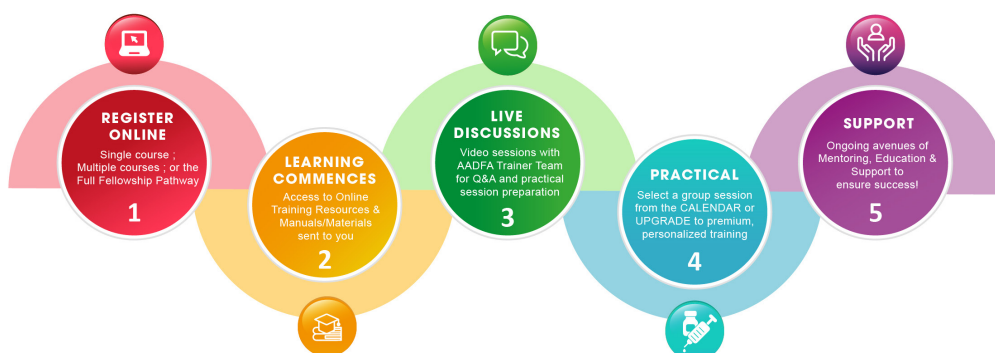 REGISTER
ONLINE
Single course ;
Multiple courses ; or the
Full Fellowship Pathway
1
LEARNING
COMMENCES
Access to Online
Training Resources &
Manuals/Materials
sent to you
2
LIVE
DISCUSSIONS
Video sessions with
AADFA Trainer Team
for Q&A and practical
session preparation
3
PRACTICAL
Select a group session
from the CALENDAR or
UPGRADE to premium,
personalized training
4
SUPPORT
Ongoing avenues of
Mentoring, Education &
Support to
ensure success!
5